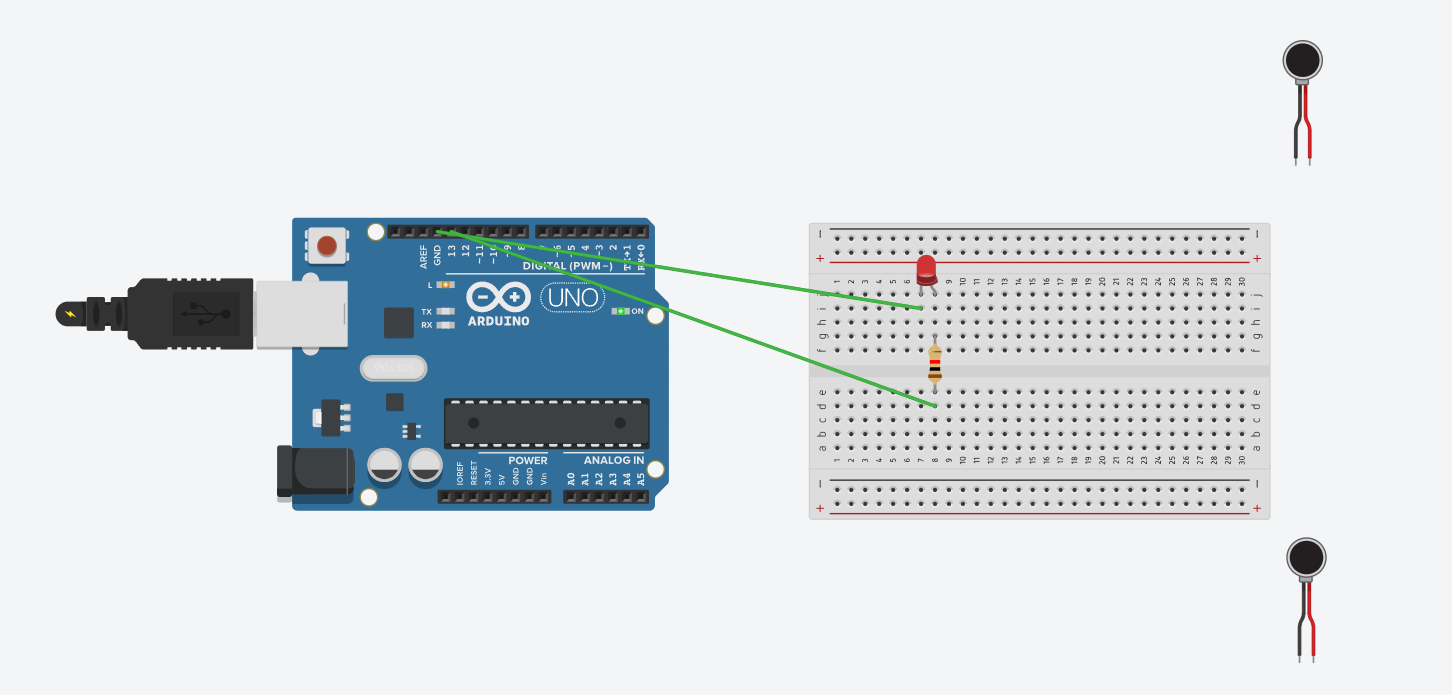 AREF
GND
13
12
~11
~10
~9
8
~6
~5
4
~3
2
TX→1
RX←0
DIGITAL (PWM~)
L
TX
RX
ARDUINO
UNO
ON
POWER
ANALOG IN
IOREF
RESET
3.3V
5V
GND
GND
Vin
A0
A1
A2
A3
A4
A5
1 2 3 4 5 6 7 9 10 11 12 13 14 15 16 17 18 19 20 21 22 23 24 25 26 27 28 29 30
j j
i i
h h
g g
f f
e e
d d
c c
b b
a a
1 2 3 4 5 6 7 8 9 10 11 12 13 14 15 16 17 18 19 20 21 22 23 24 25 26 27 28 29 30